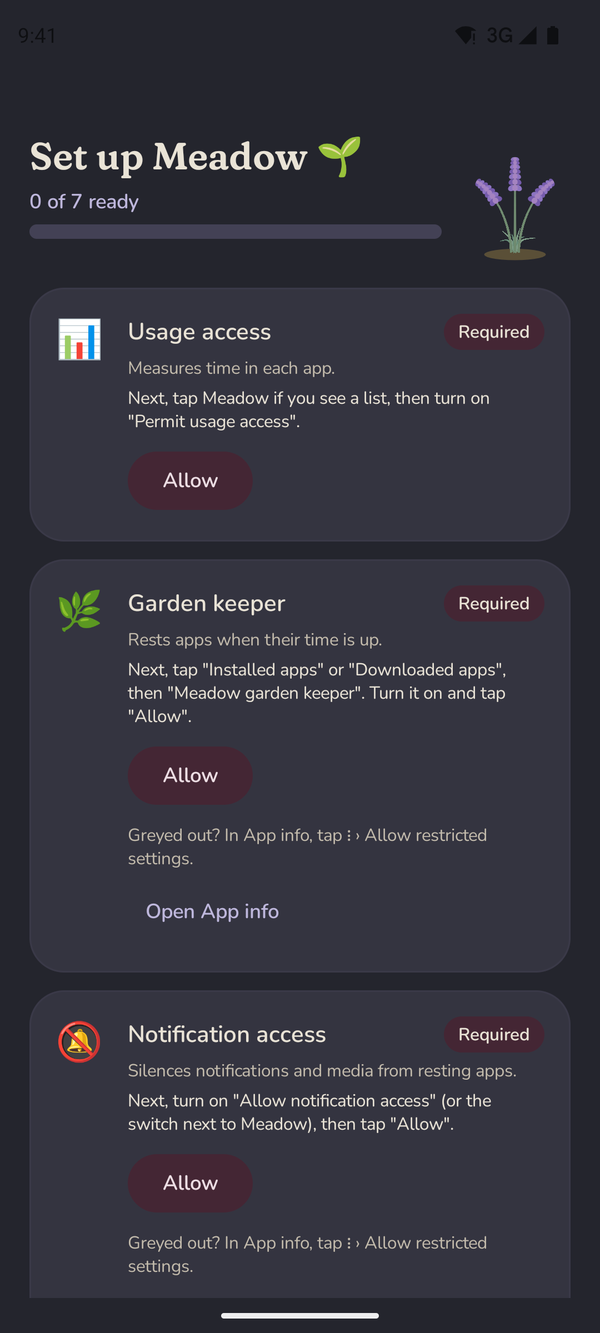 9:41
3G
Set up Meadow
0 of 7 ready
Usage access
Required
Measures time in each app.
Next, tap Meadow if you see a list, then turn on
"Permit usage access".
Allow
Garden keeper
Required
Rests apps when their time is up.
Next, tap "Installed apps" or "Downloaded apps",
then "Meadow garden keeper". Turn it on and tap
"Allow".
Allow
Greyed out? In App info, tap ⋮ › Allow restricted
settings.
Open App info
Notification access
Required
Silences notifications and media from resting apps.
Next, turn on "Allow notification access" (or the
switch next to Meadow), then tap "Allow".
Allow
Greyed out? In App info, tap ⋮ › Allow restricted
settings.